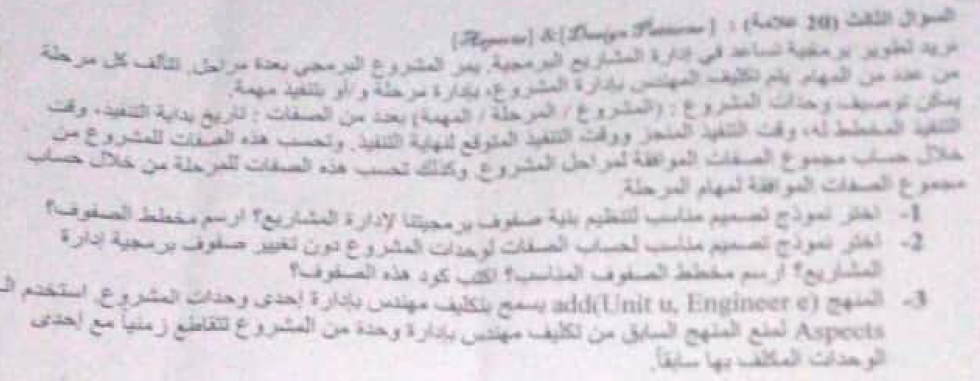 السؤال الثالث (20 علامة) : [Aspects] & [Design Patterns]
نريد تطوير برمجية تساعد في إدارة المشاريع البرمجية. يمر المشروع البرمجي بعدة مراحل. تتألف كل مرحلة
من عدد من المهام. يتم تكليف المهندس بإدارة المشروع، بإدارة مرحلة و/أو بتنفيذ مهمة.
يمكن توصيف وحدات المشروع : (المشروع / المرحلة / المهمة) بعدد من الصفات : تاريخ بداية التنفيذ، وقت
التنفيذ المخطط له، وقت التنفيذ المنجز ووقت التنفيذ المتوقع لنهاية التنفيذ. وتحسب هذه الصفات للمشروع من
خلال حساب مجموع الصفات الموافقة لمراحل المشروع. وكذلك تحسب هذه الصفات للمرحلة من خلال حساب
مجموع الصفات الموافقة لمهام المرحلة.
1- اختر نموذج تصميم مناسب لتنظيم بنية صفوف برمجيتنا لإدارة المشاريع؟ ارسم مخطط الصفوف؟
2- اختر نموذج تصميم مناسب لحساب الصفات لوحدات المشروع دون تغيير صفوف برمجية إدارة
المشاريع؟ ارسم مخطط الصفوف المناسب؟ اكتب كود هذه الصفوف؟
3- المنهج add(Unit u, Engineer e) يسمح بتكليف مهندس بإدارة إحدى وحدات المشروع. استخدم الـ
Aspects لمنع المنهج السابق من تكليف مهندس بإدارة وحدة من المشروع تتقاطع زمنياً مع إحدى
الوحدات المكلف بها سابقاً.